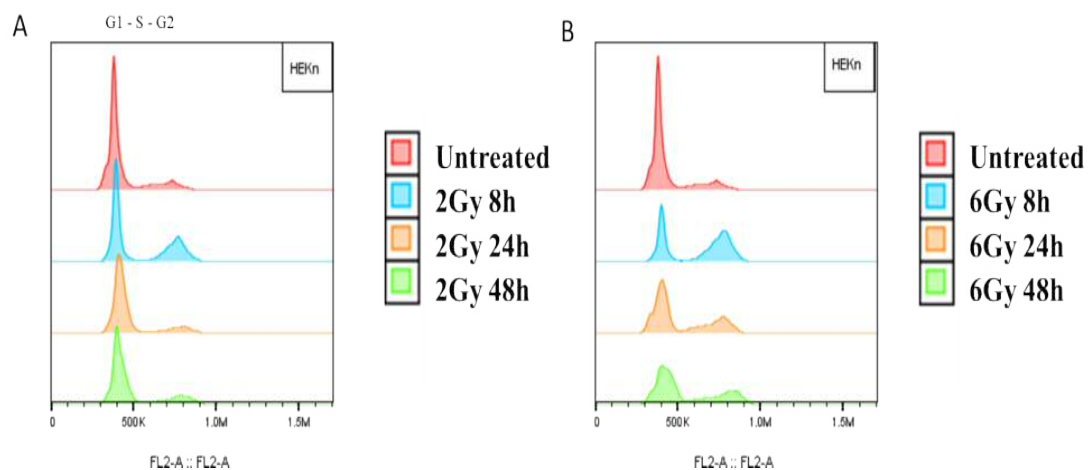 A
G1 - S - G2
HEKn
Untreated
2Gy 8h
2Gy 24h
2Gy 48h
0 500K 1.0M 1.5M
FL2-A :: FL2-A
B
HEKn
Untreated
6Gy 8h
6Gy 24h
6Gy 48h
0 500K 1.0M 1.5M
FL2-A :: FL2-A